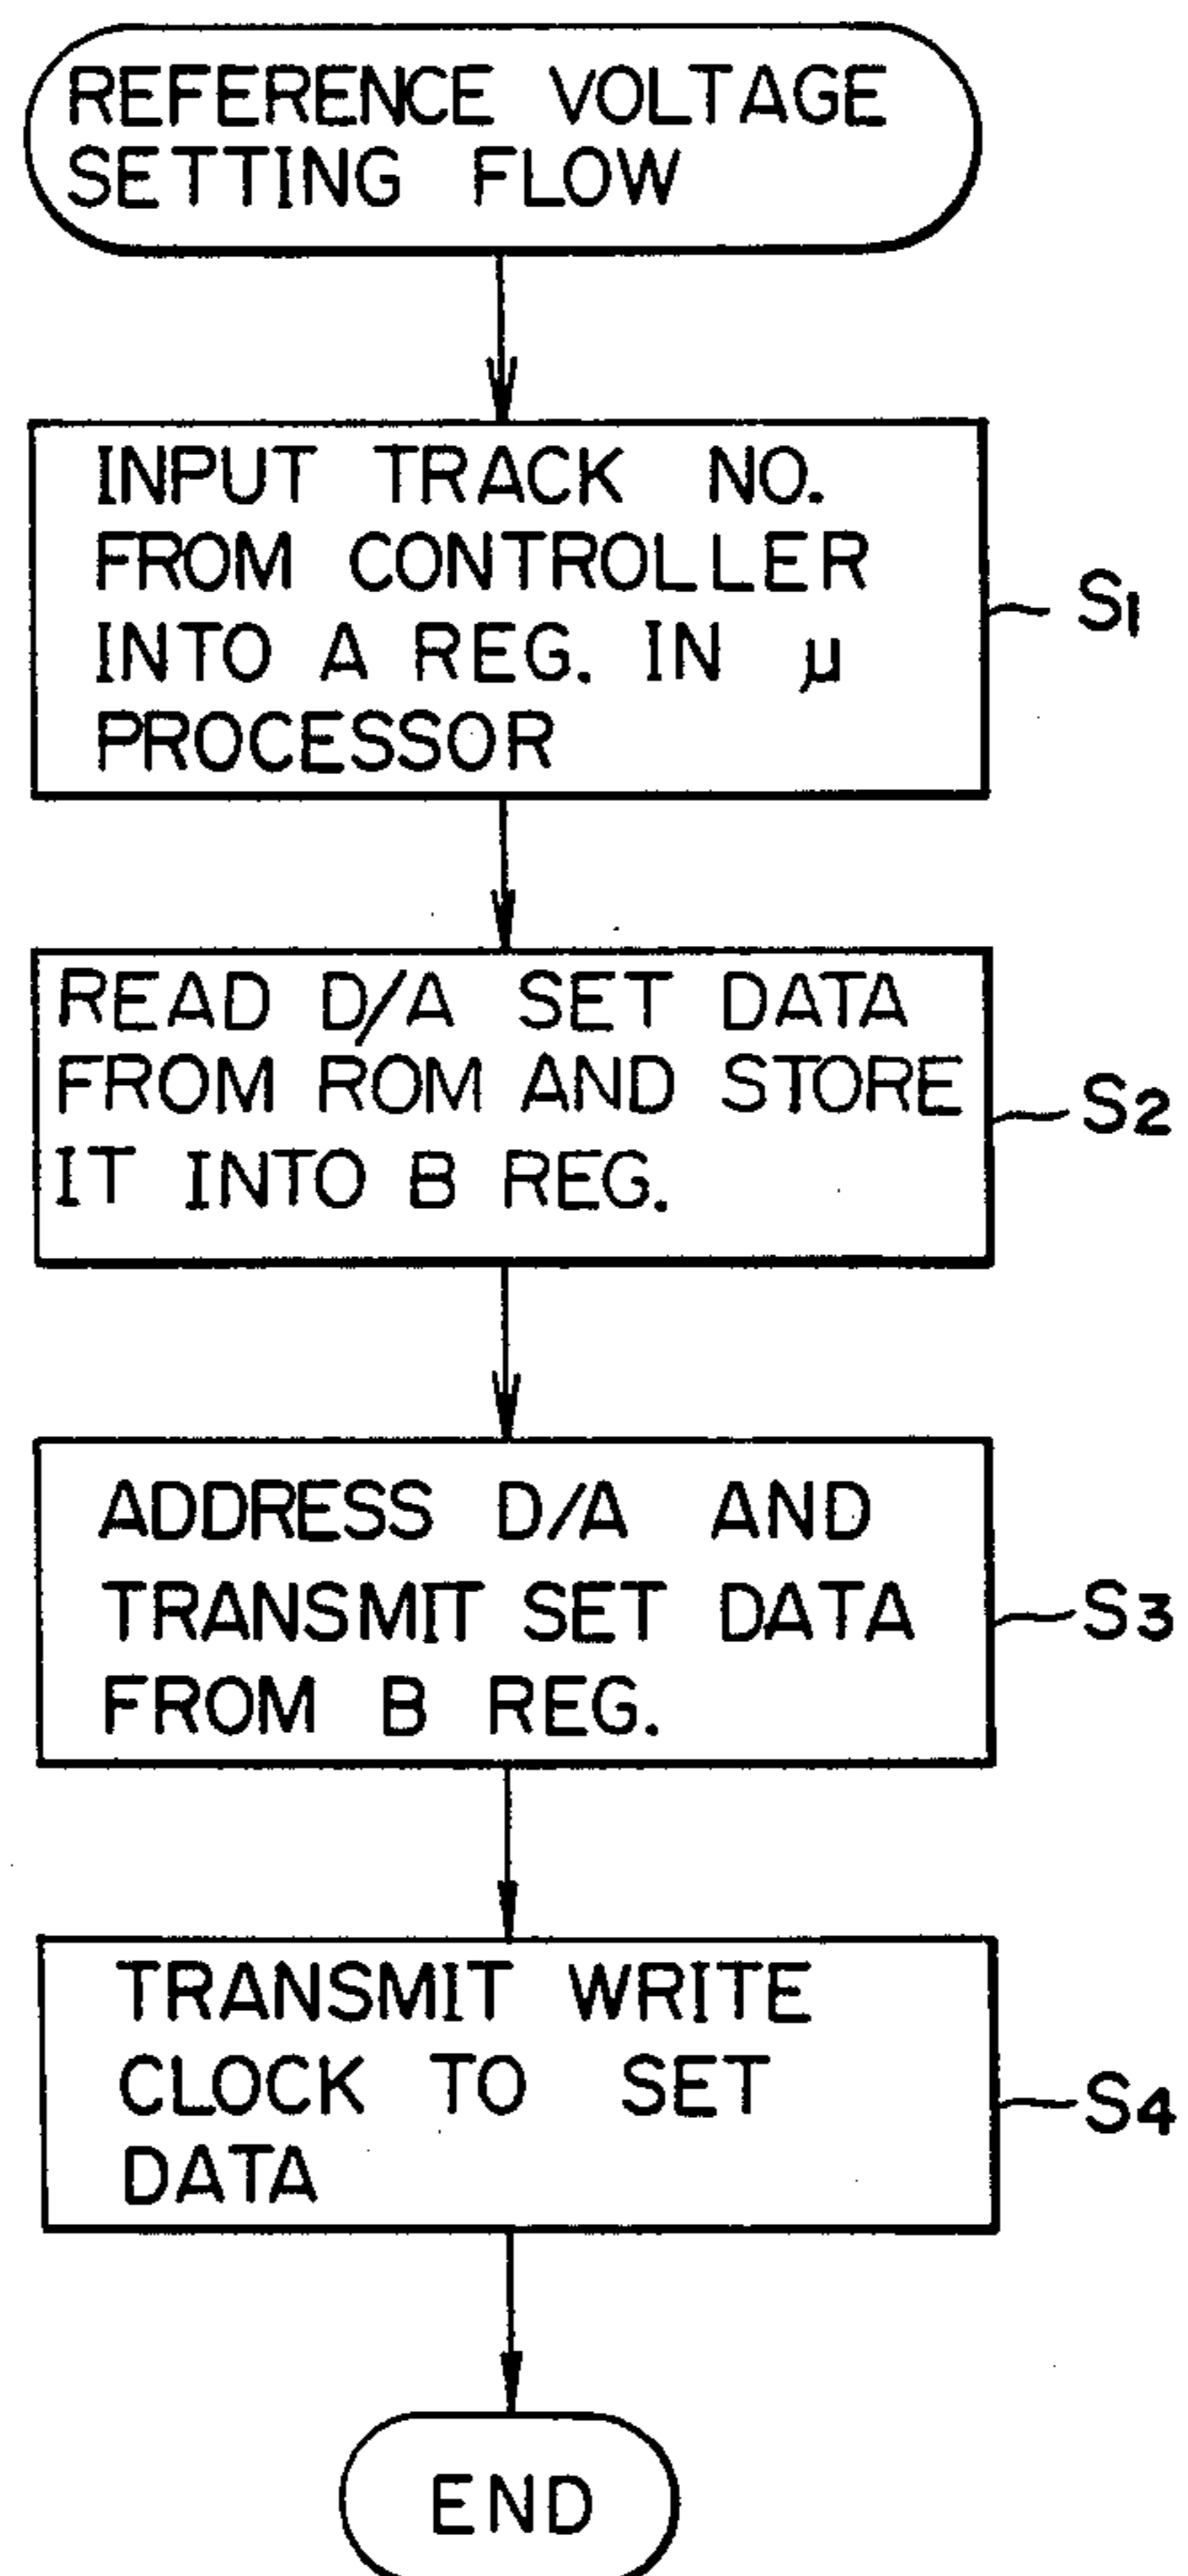 REFERENCE VOLTAGE
SETTING FLOW
INPUT TRACK NO.
FROM CONTROLLER
INTO A REG. IN μ
PROCESSOR
S1
READ D/A SET DATA
FROM ROM AND STORE
IT INTO B REG.
S2
ADDRESS D/A AND
TRANSMIT SET DATA
FROM B REG.
S3
TRANSMIT WRITE
CLOCK TO SET
DATA
S4
END